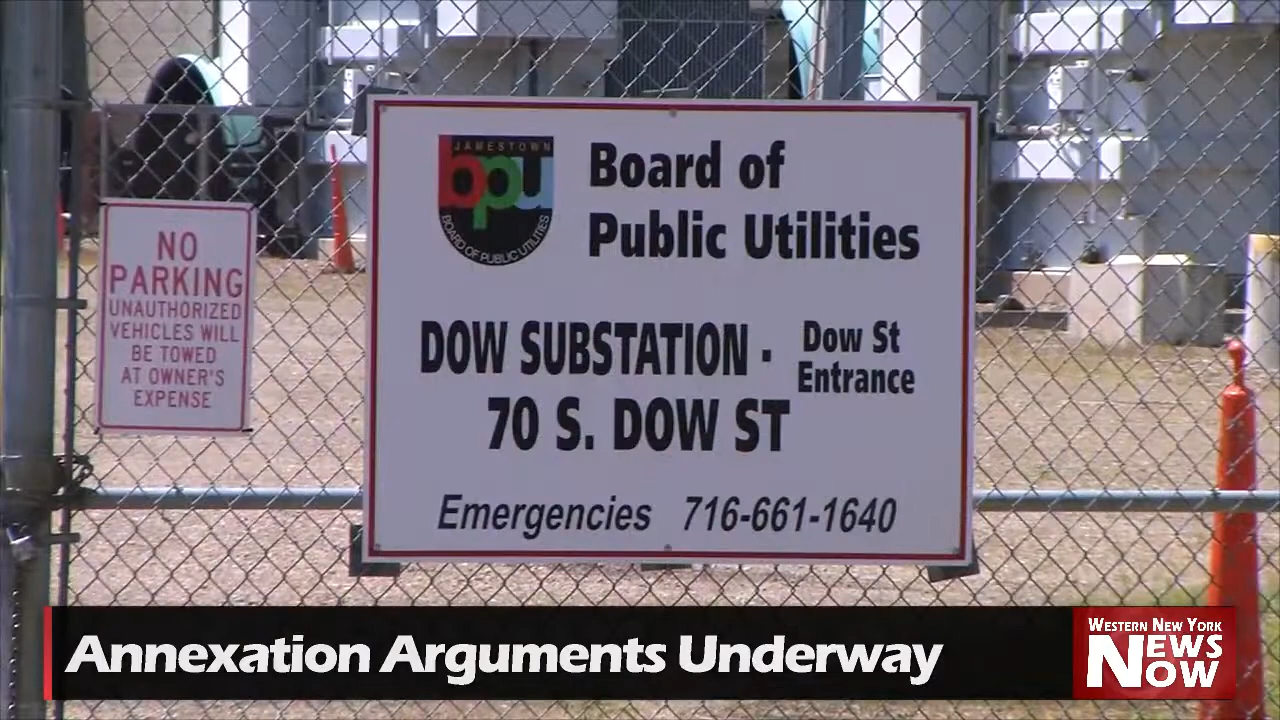 JAMESTOWN
bpu
BOARD OF PUBLIC UTILITIES
Board of
Public Utilities
DOW SUBSTATION - Dow St
Entrance
70 S. DOW ST
Emergencies 716-661-1640
NO
PARKING
UNAUTHORIZED
VEHICLES WILL
BE TOWED
AT OWNER'S
EXPENSE
Annexation Arguments Underway
WESTERN NEW YORK
NEWS
NOW